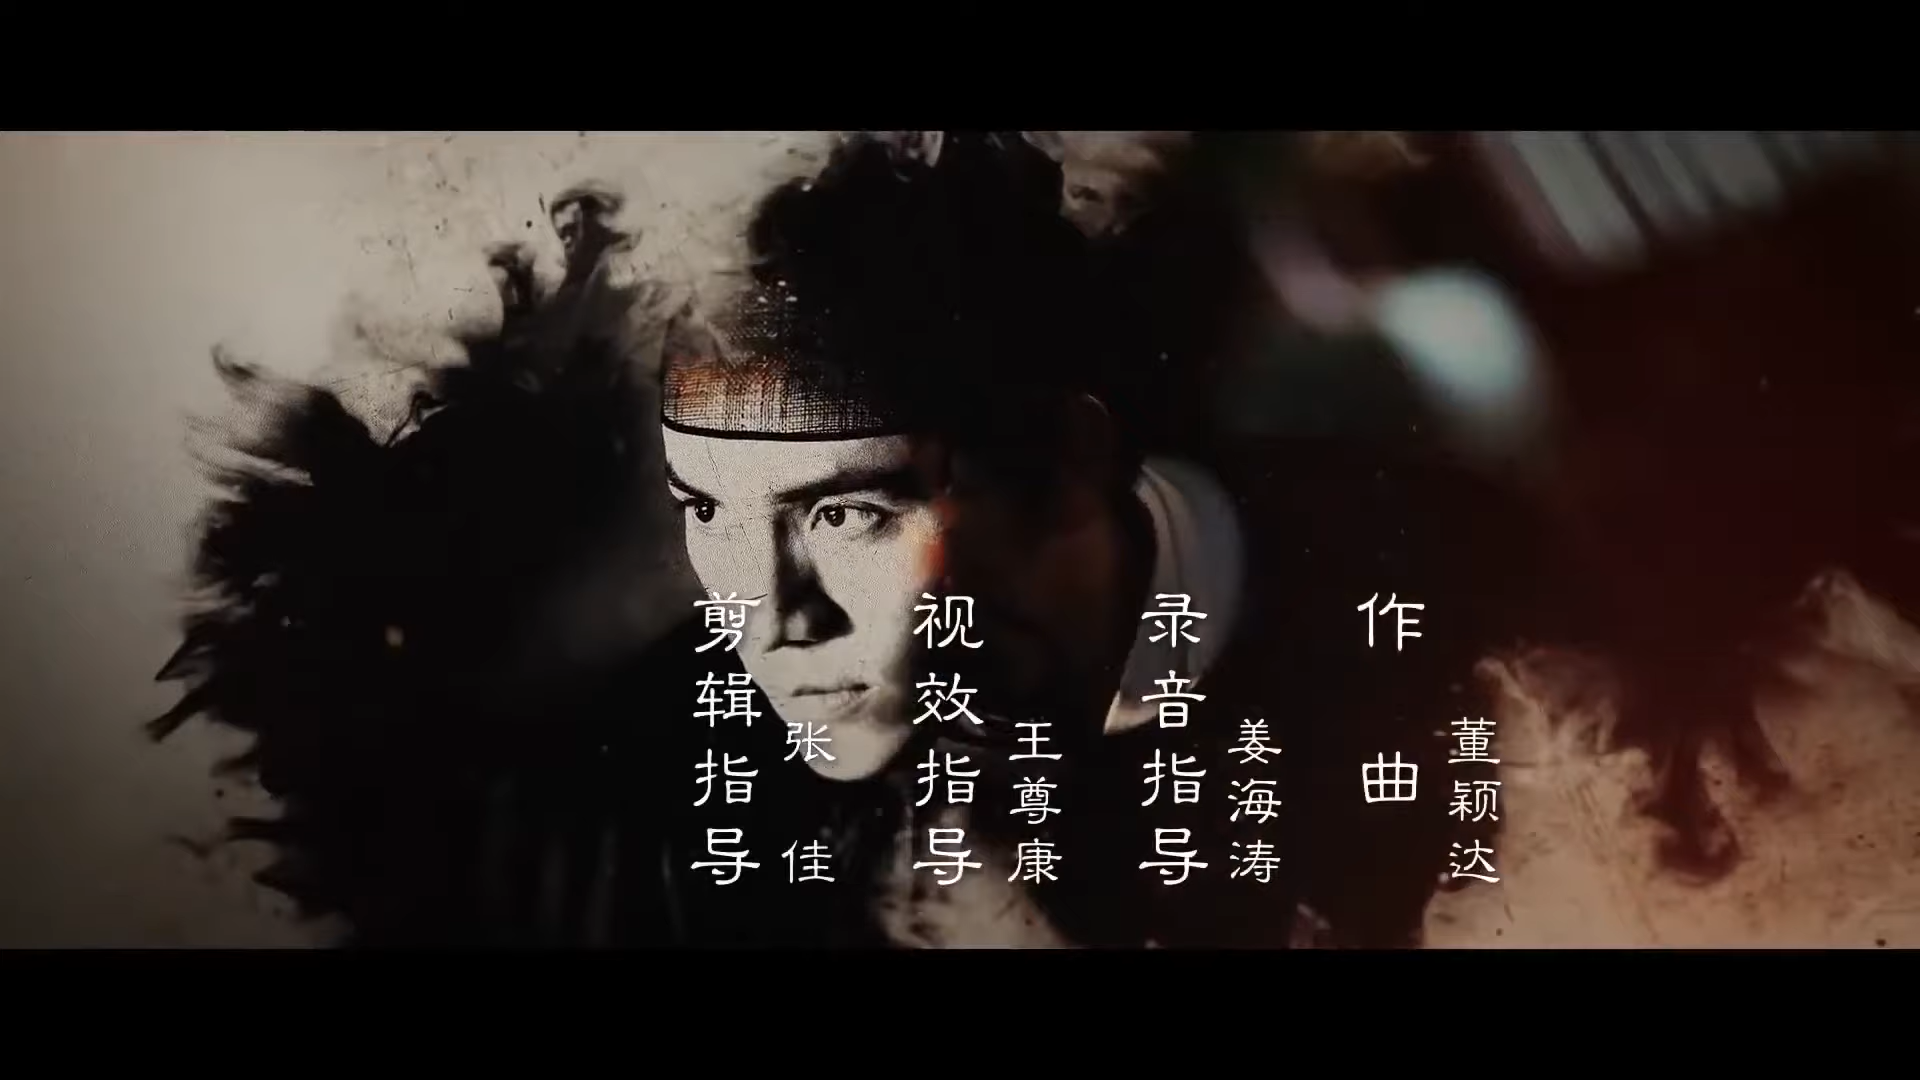 剪辑指导
张佳
视效指导
王尊康
录音指导
姜海涛
作曲
董颖达